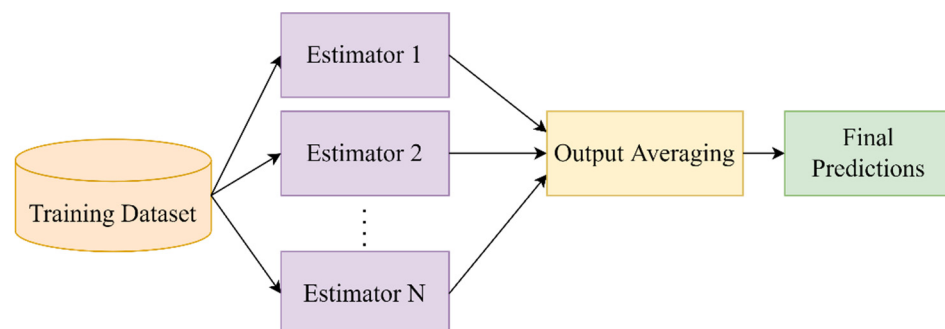 Training Dataset
Estimator 1
Estimator 2
Estimator N
Output Averaging
Final
Predictions